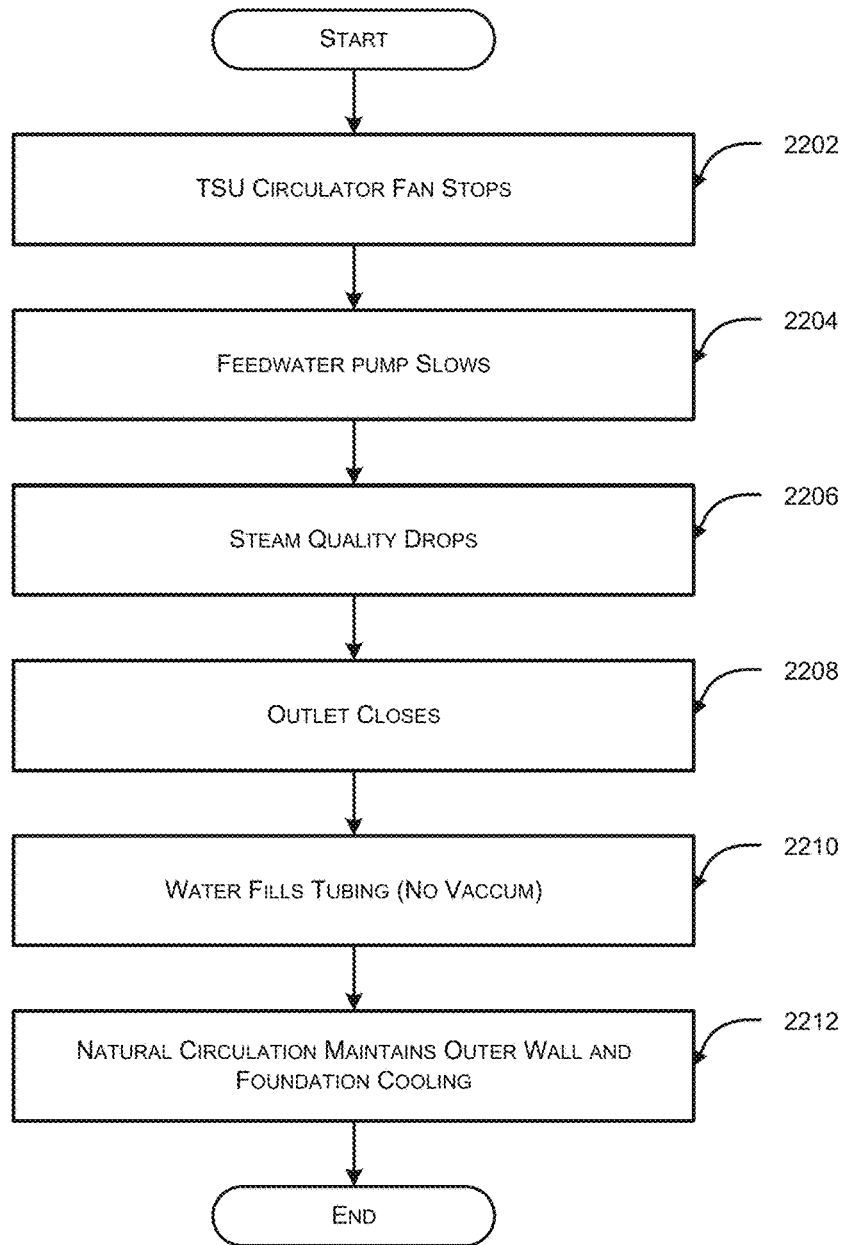 START
2202
TSU CIRCULATOR FAN STOPS
2204
FEEDWATER PUMP SLOWS
2206
STEAM QUALITY DROPS
2208
OUTLET CLOSES
2210
WATER FILLS TUBING (NO VACCUM)
2212
NATURAL CIRCULATION MAINTAINS OUTER WALL AND
FOUNDATION COOLING
END